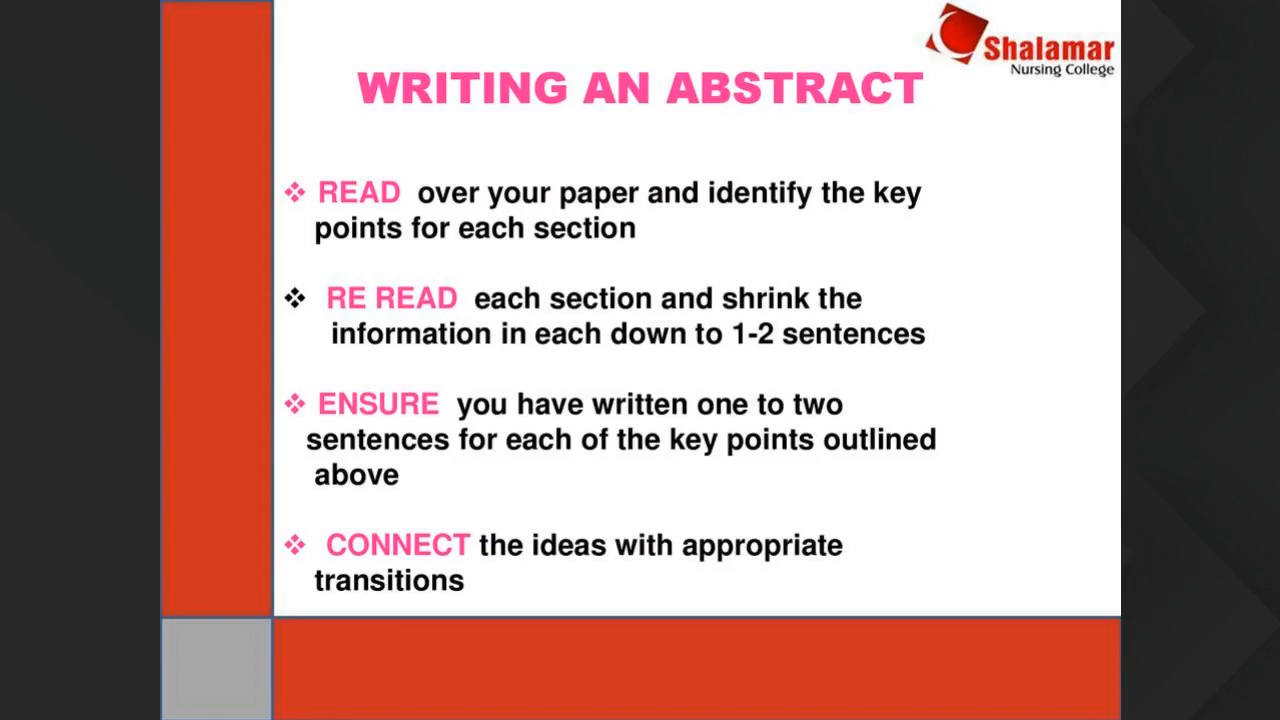 Shalamar
Nursing College
WRITING AN ABSTRACT
❖ READ over your paper and identify the key
points for each section
❖ RE READ each section and shrink the
information in each down to 1-2 sentences
❖ ENSURE you have written one to two
sentences for each of the key points outlined
above
❖ CONNECT the ideas with appropriate
transitions